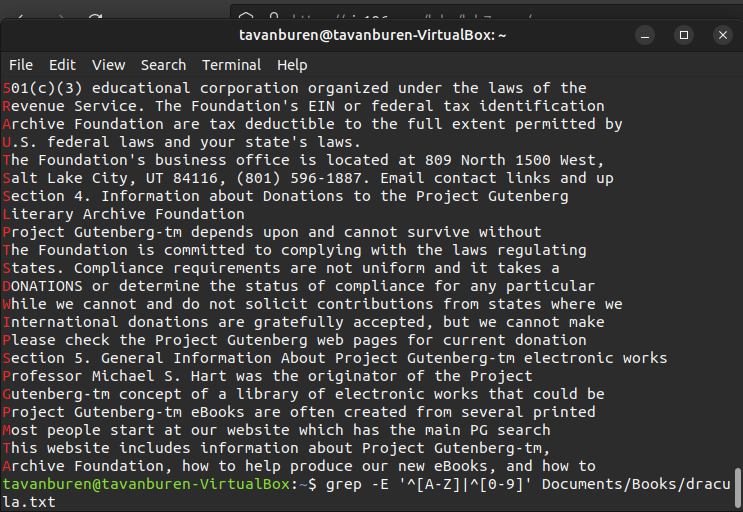 tavanburen@tavanburen-VirtualBox: ~
File Edit View Search Terminal Help
501(c)(3) educational corporation organized under the laws of the
Revenue Service. The Foundation's EIN or federal tax identification
Archive Foundation are tax deductible to the full extent permitted by
U.S. federal laws and your state's laws.
The Foundation's business office is located at 809 North 1500 West,
Salt Lake City, UT 84116, (801) 596-1887. Email contact links and up
Section 4. Information about Donations to the Project Gutenberg
Literary Archive Foundation
Project Gutenberg-tm depends upon and cannot survive without
The Foundation is committed to complying with the laws regulating
States. Compliance requirements are not uniform and it takes a
DONATIONS or determine the status of compliance for any particular
While we cannot and do not solicit contributions from states where we
International donations are gratefully accepted, but we cannot make
Please check the Project Gutenberg web pages for current donation
Section 5. General Information About Project Gutenberg-tm electronic works
Professor Michael S. Hart was the originator of the Project
Gutenberg-tm concept of a library of electronic works that could be
Project Gutenberg-tm eBooks are often created from several printed
Most people start at our website which has the main PG search
This website includes information about Project Gutenberg-tm,
Archive Foundation, how to help produce our new eBooks, and how to
tavanburen@tavanburen-VirtualBox:~$ grep -E '^[A-Z]|^[0-9]' Documents/Books/dracu
la.txt